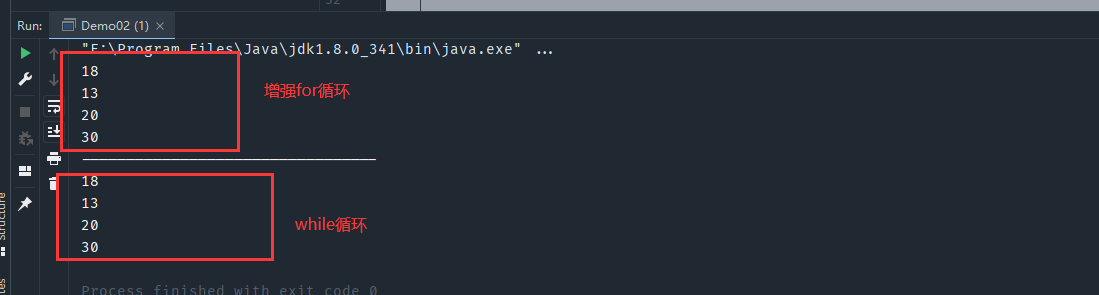 Run: Demo02 (1) ×
"E:\Program Files\Java\jdk1.8.0_341\bin\java.exe" ...
18
13
20
30
增强for循环
----------------------------------
18
13
20
30
while循环
Process finished with exit code 0
Structure